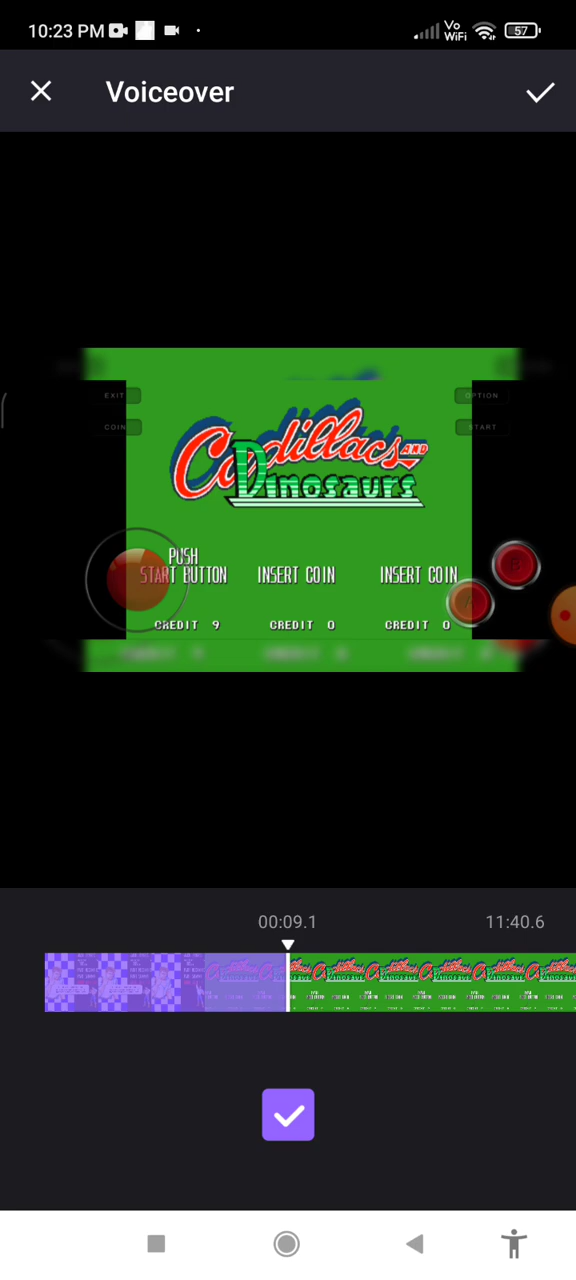 10:23 PM
Vo
WiFi
57
Voiceover
EXIT
OPTION
COIN
START
Cadillacs AND
Dinosaurs
PUSH
START BUTTON
INSERT COIN
INSERT COIN
B
A
CREDIT 9
CREDIT 0
CREDIT 0
00:09.1
11:40.6